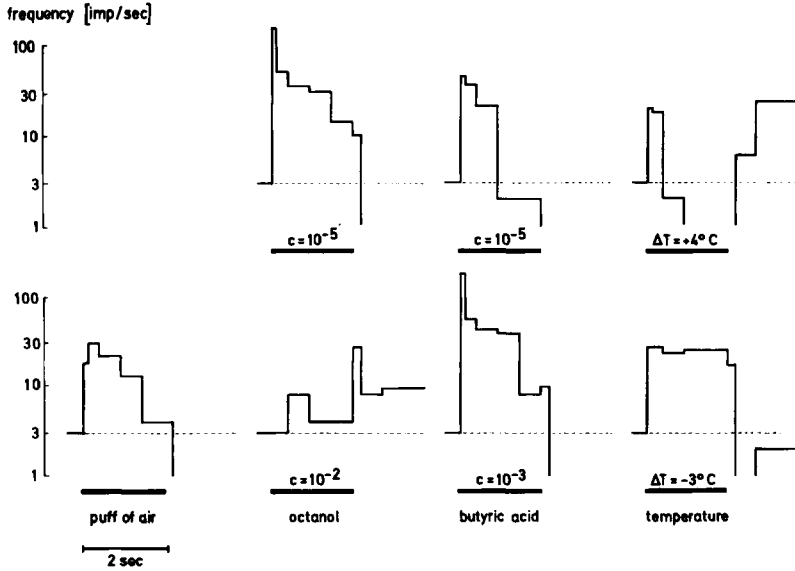 frequency [imp/sec]
100
30
10
3
1
c = 10⁻⁵
c = 10⁻⁵
ΔT = +4° C
100
30
10
3
1
c = 10⁻²
c = 10⁻³
ΔT = −3° C
puff of air
octanol
butyric acid
temperature
2 sec